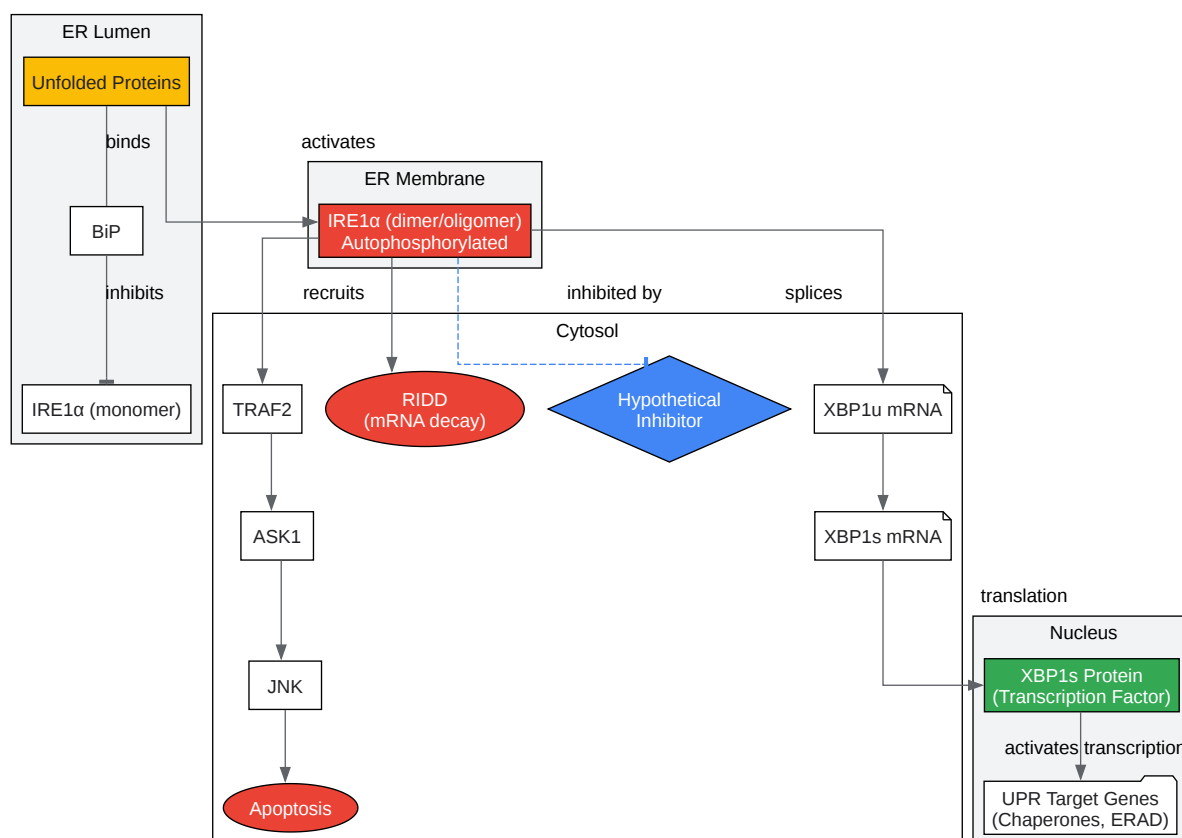 ER Lumen
Unfolded Proteins
binds
activates
ER Membrane
BiP
IRE1α (dimer/oligomer)
Autophosphorylated
inhibits
recruits
inhibited by
splices
Cytosol
IRE1α (monomer)
TRAF2
RIDD
(mRNA decay)
Hypothetical
Inhibitor
XBP1u mRNA
ASK1
XBP1s mRNA
translation
Nucleus
JNK
XBP1s Protein
(Transcription Factor)
activates transcription
Apoptosis
UPR Target Genes
(Chaperones, ERAD)